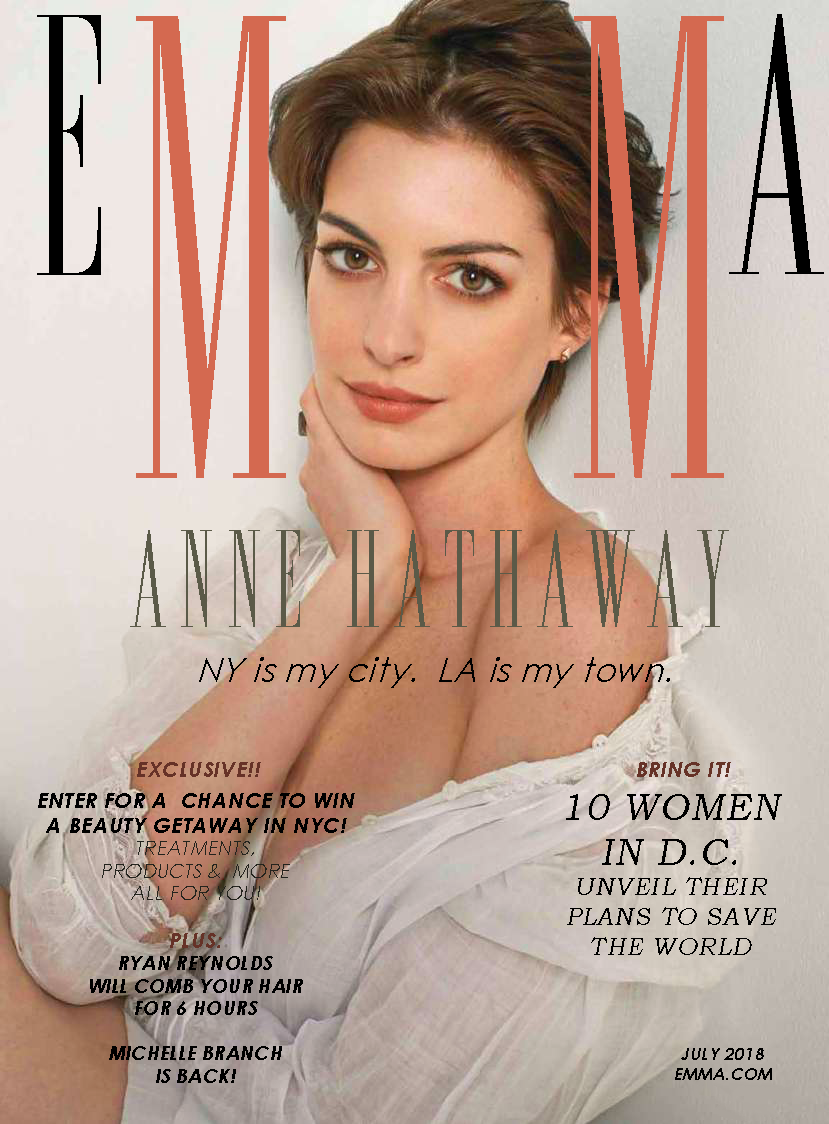 EMMA
ANNE HATHAWAY
NY is my city. LA is my town.
EXCLUSIVE!!
ENTER FOR A CHANCE TO WIN
A BEAUTY GETAWAY IN NYC!
TREATMENTS,
PRODUCTS & MORE
ALL FOR YOU!
PLUS:
RYAN REYNOLDS
WILL COMB YOUR HAIR
FOR 6 HOURS
MICHELLE BRANCH
IS BACK!
BRING IT!
10 WOMEN
IN D.C.
UNVEIL THEIR
PLANS TO SAVE
THE WORLD
JULY 2018
EMMA.COM